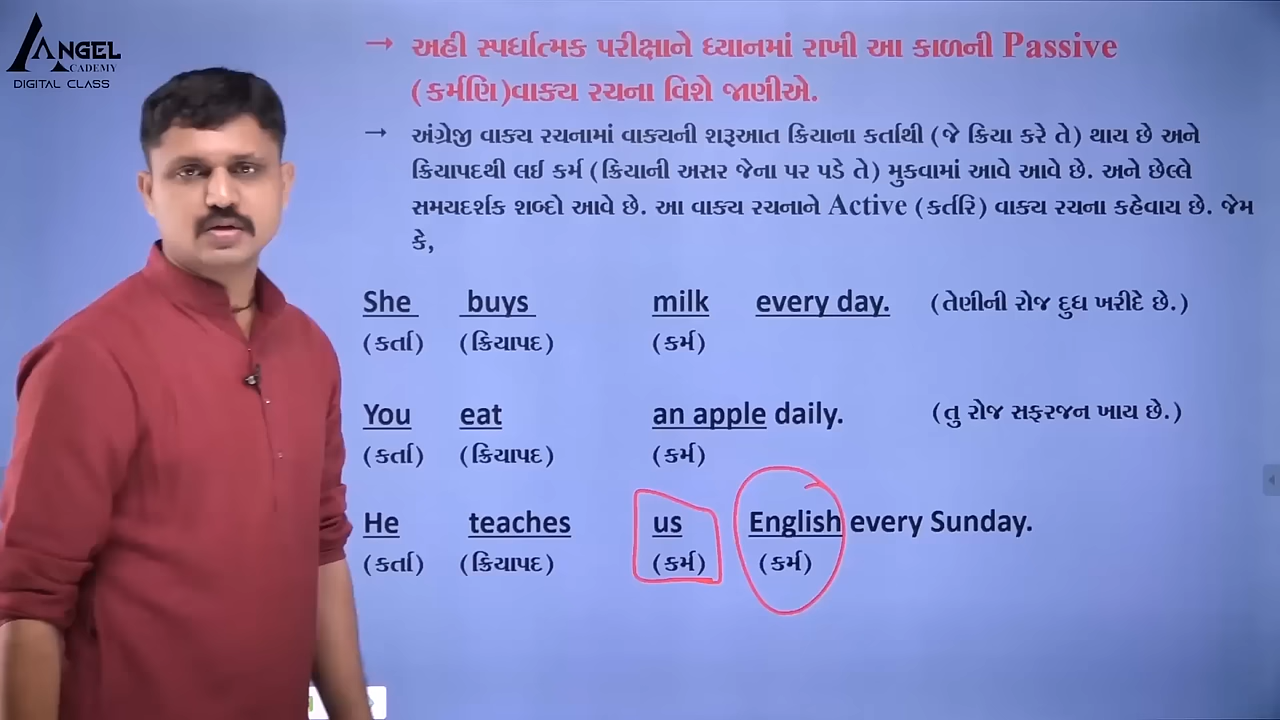 ANGEL
ACADEMY
DIGITAL CLASS
→ અહી સ્પર્ધાત્મક પરીક્ષાને ધ્યાનમાં રાખી આ કાળની Passive
(કર્મણિ)વાક્ય રચના વિશે જાણીએ.
→ અંગ્રેજી વાક્ય રચનામાં વાક્યની શરૂઆત ક્રિયાના કર્તાથી (જે ક્રિયા કરે તે) થાય છે અને
ક્રિયાપદથી લઈ કર્મ (ક્રિયાની અસર જેના પર પડે તે) મુકવામાં આવે આવે છે. અને છેલ્લે
સમયદર્શક શબ્દો આવે છે. આ વાક્ય રચનાને Active (કર્તરિ) વાક્ય રચના કહેવાય છે. જેમ
કે,
She buys milk every day. (તેણીની રોજ દુધ ખરીદે છે.)
(કર્તા) (ક્રિયાપદ) (કર્મ)
You eat an apple daily. (તુ રોજ સફરજન ખાય છે.)
(કર્તા) (ક્રિયાપદ) (કર્મ)
He teaches us English every Sunday.
(કર્તા) (ક્રિયાપદ) (કર્મ) (કર્મ)